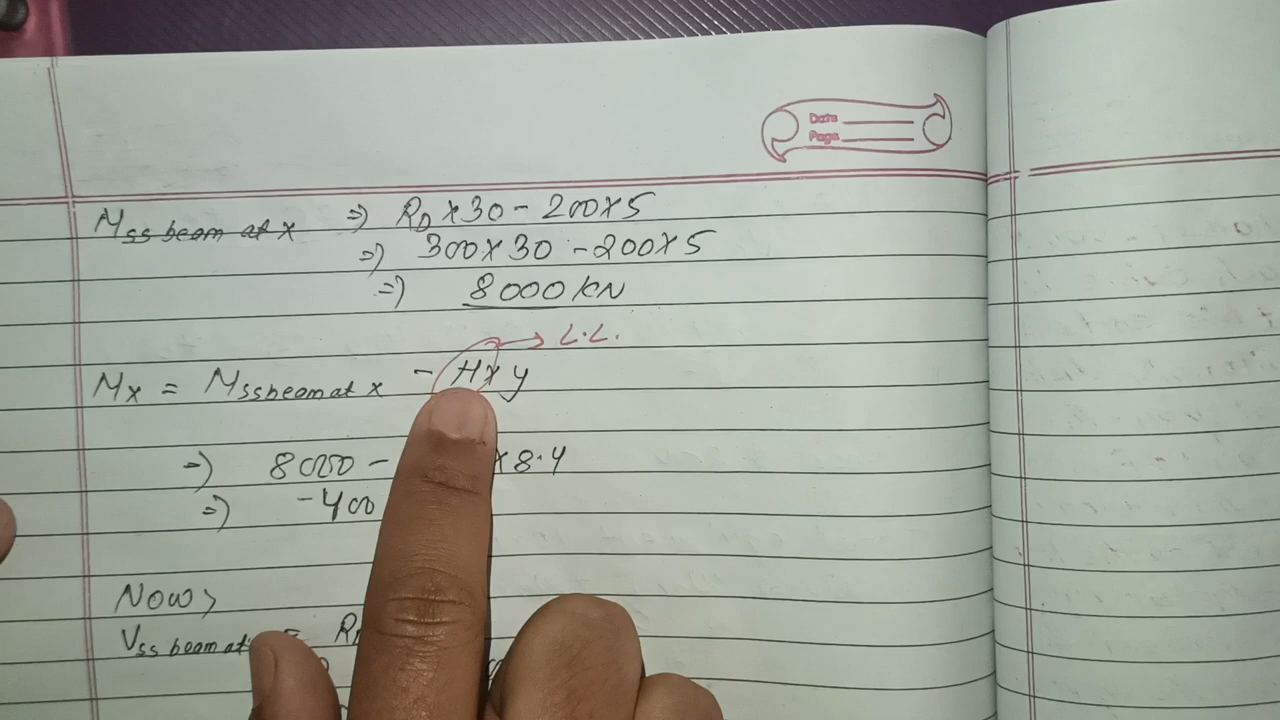 Date
Page
Mss beam at x => RD x 30 - 200 x 5
=> 300 x 30 - 200 x 5
=> 8000 KN
→ L.L.
Mx = Mss beam at x - H x y
=> 8000 - x 8.4
=> -400
Now,
Vss beam at =